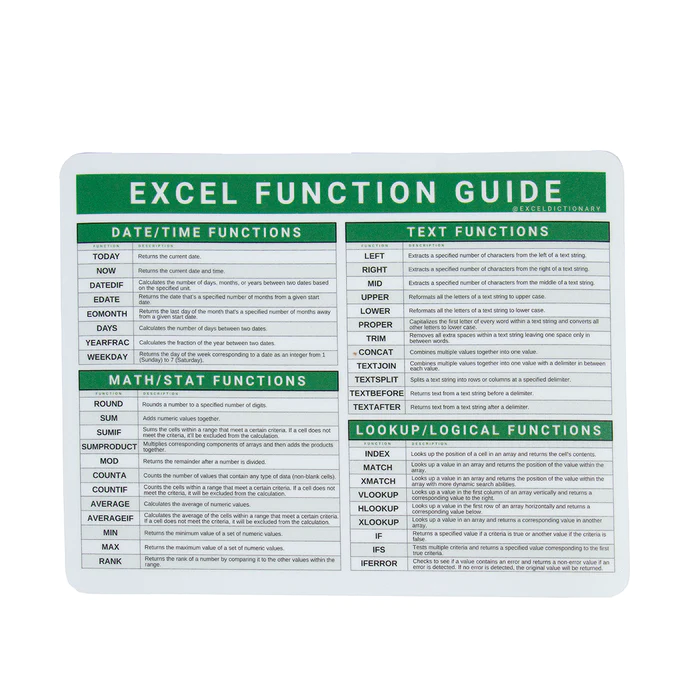 EXCEL FUNCTION GUIDE
@EXCELDICTIONARY
DATE/TIME FUNCTIONS
FUNCTION DESCRIPTION
TODAY Returns the current date.
NOW Returns the current date and time.
DATEDIF Calculates the number of days, months, or years between two dates based
on the specified unit.
EDATE Returns the date that's a specified number of months from a given start
date.
EOMONTH Returns the last day of the month that's a specified number of months away
from a given start date.
DAYS Calculates the number of days between two dates.
YEARFRAC Calculates the fraction of the year between two dates.
WEEKDAY Returns the day of the week corresponding to a date as an integer from 1
(Sunday) to 7 (Saturday).
MATH/STAT FUNCTIONS
FUNCTION DESCRIPTION
ROUND Rounds a number to a specified number of digits.
SUM Adds numeric values together.
SUMIF Sums the cells within a range that meet a certain criteria. If a cell does not
meet the criteria, it'll be excluded from the calculation.
SUMPRODUCT Multiplies corresponding components of arrays and then adds the products
together.
MOD Returns the remainder after a number is divided.
COUNTA Counts the number of values that contain any type of data (non-blank cells).
COUNTIF Counts the cells within a range that meet a certain criteria. If a cell does not
meet the criteria, it will be excluded from the calculation.
AVERAGE Calculates the average of numeric values.
AVERAGEIF Calculates the average of the cells within a range that meet a certain criteria.
If a cell does not meet the criteria, it will be excluded from the calculation.
MIN Returns the minimum value of a set of numeric values.
MAX Returns the maximum value of a set of numeric values.
RANK Returns the rank of a number by comparing it to the other values within the
range.
TEXT FUNCTIONS
FUNCTION DESCRIPTION
LEFT Extracts a specified number of characters from the left of a text string.
RIGHT Extracts a specified number of characters from the right of a text string.
MID Extracts a specified number of characters from the middle of a text string.
UPPER Reformats all the letters of a text string to upper case.
LOWER Reformats all the letters of a text string to lower case.
PROPER Capitializes the first letter of every word within a text string and converts all
other letters to lower case.
TRIM Removes all extra spaces within a text string leaving one space only in
between words.
CONCAT Combines multiple values together into one value.
TEXTJOIN Combines multiple values together into one value with a delimiter in between
each value.
TEXTSPLIT Splits a text string into rows or columns at a specified delimiter.
TEXTBEFORE Returns text from a text string before a delimiter.
TEXTAFTER Returns text from a text string after a delimiter.
LOOKUP/LOGICAL FUNCTIONS
FUNCTION DESCRIPTION
INDEX Looks up the position of a cell in an array and returns the cell's contents.
MATCH Looks up a value in an array and returns the position of the value within the
array.
XMATCH Looks up a value in an array and returns the position of the value within the
array with more dynamic search abilities.
VLOOKUP Looks up a value in the first column of an array vertically and returns a
corresponding value to the right.
HLOOKUP Looks up a value in the first row of an array horizontally and returns a
corresponding value below.
XLOOKUP Looks up a value in an array and returns a corresponding value in another
array.
IF Returns a specified value if a criteria is true or another value if the criteria is
false.
IFS Tests multiple criteria and returns a specified value corresponding to the first
true criteria.
IFERROR Checks to see if a value contains an error and returns a non-error value if an
error is detected. If no error is detected, the original value will be returned.